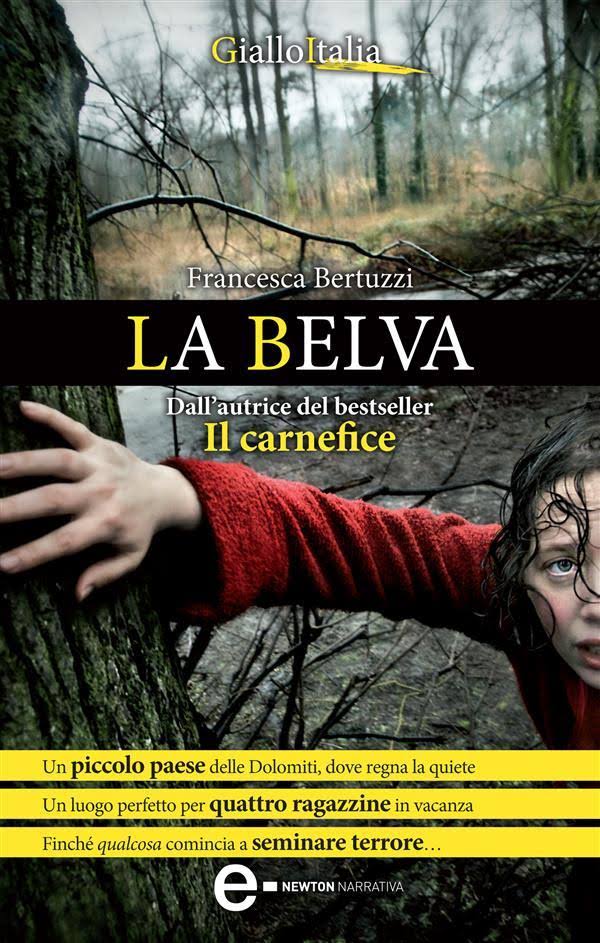 GialloItalia
Francesca Bertuzzi
LA BELVA
Dall'autrice del bestseller
Il carnefice
Un piccolo paese delle Dolomiti, dove regna la quiete
Un luogo perfetto per quattro ragazzine in vacanza
Finché qualcosa comincia a seminare terrore…
e NEWTON NARRATIVA